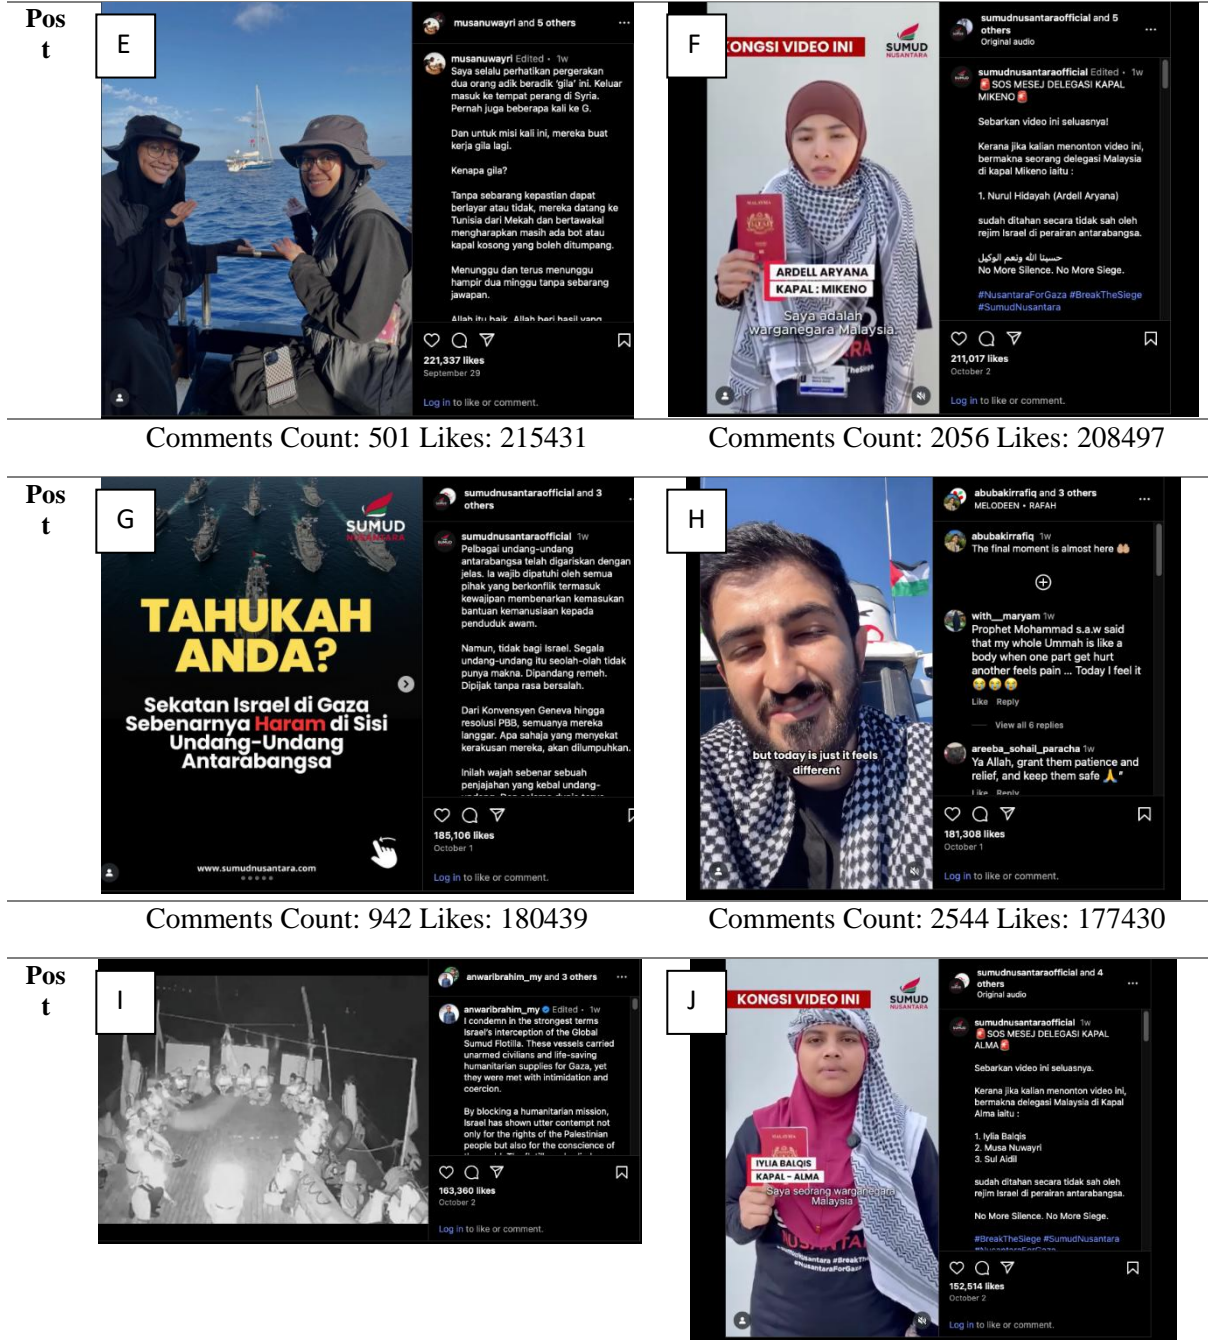 Pos
t
E
musanuwayri and 5 others
musanuwayri Edited · 1w
Saya selalu perhatikan pergerakan
dua orang adik beradik 'gila' ini. Keluar
masuk ke tempat perang di Syria.
Pernah juga beberapa kali ke G.
Dan untuk misi kali ini, mereka buat
kerja gila lagi.
Kenapa gila?
Tanpa sebarang kepastian dapat
berlayar atau tidak, mereka datang ke
Tunisia dari Mekah dan bertawakal
mengharapkan masih ada bot atau
kapal kosong yang boleh ditumpang.
Menunggu dan terus menunggu
hampir dua minggu tanpa sebarang
jawapan.
Allah itu baik. Allah beri hasil yang
221,337 likes
September 29
Log in to like or comment.
F
KONGSI VIDEO INI
SUMUD
NUSANTARA
ARDELL ARYANA
KAPAL : MIKENO
Saya adalah
warganegara Malaysia.
sumudnusantaraofficial and 5
others
Original audio
sumudnusantaraofficial Edited · 1w
🚨 SOS MESEJ DELEGASI KAPAL
MIKENO 🚨
Sebarkan video ini seluasnya!
Kerana jika kalian menonton video ini,
bermakna seorang delegasi Malaysia
di kapal Mikeno iaitu :
1. Nurul Hidayah (Ardell Aryana)
sudah ditahan secara tidak sah oleh
rejim Israel di perairan antarabangsa.
حسبنا الله ونعم الوكيل
No More Silence. No More Siege.
#NusantaraForGaza #BreakTheSiege
#SumudNusantara
211,017 likes
October 2
Log in to like or comment.
Comments Count: 501 Likes: 215431
Comments Count: 2056 Likes: 208497
Pos
t
G
SUMUD
NUSANTARA
TAHUKAH
ANDA?
Sekatan Israel di Gaza
Sebenarnya Haram di Sisi
Undang-Undang
Antarabangsa
www.sumudnusantara.com
sumudnusantaraofficial and 3
others
sumudnusantaraofficial 1w
Pelbagai undang-undang
antarabangsa telah digariskan dengan
jelas. Ia wajib dipatuhi oleh semua
pihak yang berkonflik termasuk
kewajipan membenarkan kemasukan
bantuan kemanusiaan kepada
penduduk awam.
Namun, tidak bagi Israel. Segala
undang-undang itu seolah-olah tidak
punya makna. Dipandang remeh.
Dipijak tanpa rasa bersalah.
Dari Konvensyen Geneva hingga
resolusi PBB, semuanya mereka
langgar. Apa sahaja yang menyekat
kerakusan mereka, akan dilumpuhkan.
Inilah wajah sebenar sebuah
penjajahan yang kebal undang-
185,106 likes
October 1
Log in to like or comment.
H
but today is just it feels
different
abubakirrafiq and 3 others
MELODEEN • RAFAH
abubakirrafiq 1w
The final moment is almost here 🤲🏼
with__maryam 1w
Prophet Mohammad s.a.w said
that my whole Ummah is like a
body when one part get hurt
another feels pain ... Today I feel it
😭😭😭
Like Reply
View all 6 replies
areeba_sohail_paracha 1w
Ya Allah, grant them patience and
relief, and keep them safe 🙏"
Like Reply
181,308 likes
October 1
Log in to like or comment.
Comments Count: 942 Likes: 180439
Comments Count: 2544 Likes: 177430
Pos
t
I
anwaribrahim_my and 3 others
anwaribrahim_my Edited · 1w
I condemn in the strongest terms
Israel's interception of the Global
Sumud Flotilla. These vessels carried
unarmed civilians and life-saving
humanitarian supplies for Gaza, yet
they were met with intimidation and
coercion.
By blocking a humanitarian mission,
Israel has shown utter contempt not
only for the rights of the Palestinian
people but also for the conscience of
163,360 likes
October 2
Log in to like or comment.
J
KONGSI VIDEO INI
SUMUD
NUSANTARA
IYLIA BALQIS
KAPAL - ALMA
Saya seorang warganegara
Malaysia
#BreakTh
#NusantaraForGaza
sumudnusantaraofficial and 4
others
Original audio
sumudnusantaraofficial 1w
🚨 SOS MESEJ DELEGASI KAPAL
ALMA 🚨
Sebarkan video ini seluasnya.
Kerana jika kalian menonton video ini,
bermakna delegasi Malaysia di Kapal
Alma iaitu :
1. Iylia Balqis
2. Musa Nuwayri
3. Sul Aidil
sudah ditahan secara tidak sah oleh
rejim Israel di perairan antarabangsa.
No More Silence. No More Siege.
#BreakTheSiege #SumudNusantara
#NusantaraForGaza
152,514 likes
October 2
Log in to like or comment.